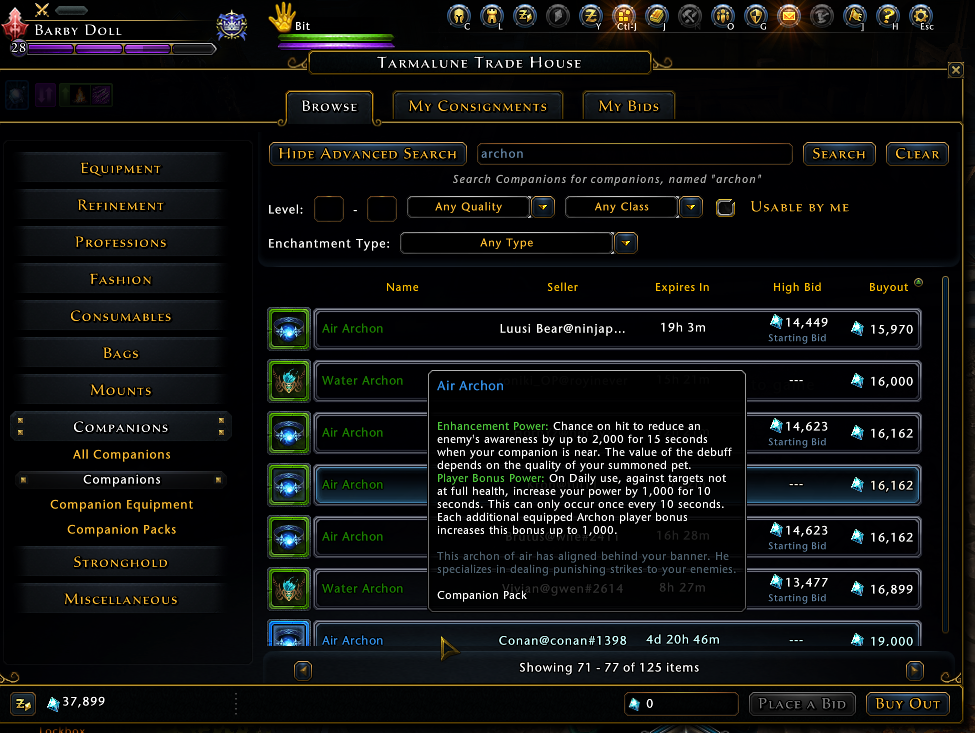 Barby Doll
28
Bit
C
L
Y
Ctl-J
J
O
G
]
H
Esc
Tarmalune Trade House
Browse
My Consignments
My Bids
Equipment
Refinement
Professions
Fashion
Consumables
Bags
Mounts
Companions
All Companions
Companions
Companion Equipment
Companion Packs
Stronghold
Miscellaneous
Hide Advanced Search
archon
Search
Clear
Search Companions for companions, named "archon"
Level: - Any Quality Any Class Usable by me
Enchantment Type: Any Type
Name Seller Expires In High Bid Buyout
Air Archon Luusi Bear@ninjap... 19h 3m 14,449 15,970
Starting Bid
Water Archon --- 16,000
Air Archon 14,623 16,162
Starting Bid
Air Archon --- 16,162
Air Archon 16h 28m 14,623 16,162
Starting Bid
Water Archon Vivian@gwen#2614 8h 27m 13,477 16,899
Starting Bid
Air Archon Conan@conan#1398 4d 20h 46m --- 19,000
Air Archon
Enhancement Power: Chance on hit to reduce an
enemy's awareness by up to 2,000 for 15 seconds
when your companion is near. The value of the debuff
depends on the quality of your summoned pet.
Player Bonus Power: On Daily use, against targets not
at full health, increase your power by 1,000 for 10
seconds. This can only occur once every 10 seconds.
Each additional equipped Archon player bonus
increases this bonus up to 1,000.
This archon of air has aligned behind your banner. He
specializes in dealing punishing strikes to your enemies.
Companion Pack
Showing 71 - 77 of 125 items
37,899
0
Place a Bid
Buy Out
Lockbox